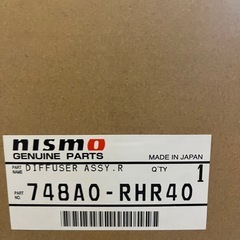 nismo
GENUINE PARTS
MADE IN JAPAN
PART NAME DIFFUSER ASSY.R Q'TY 1
PART NO. 748A0-RHR40